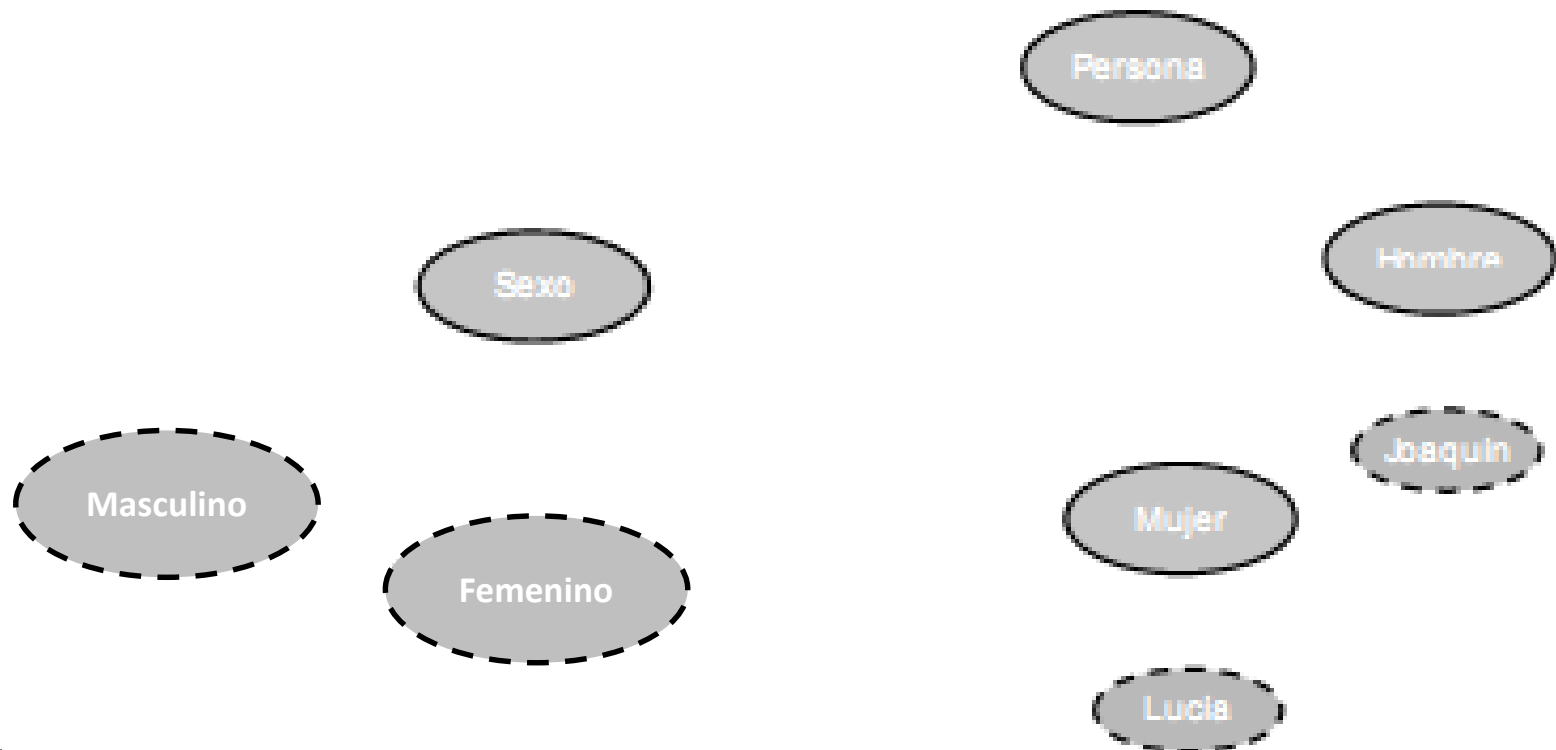 Persona
Hombre
Sexo
Joaquin
Masculino
Mujer
Femenino
Lucia